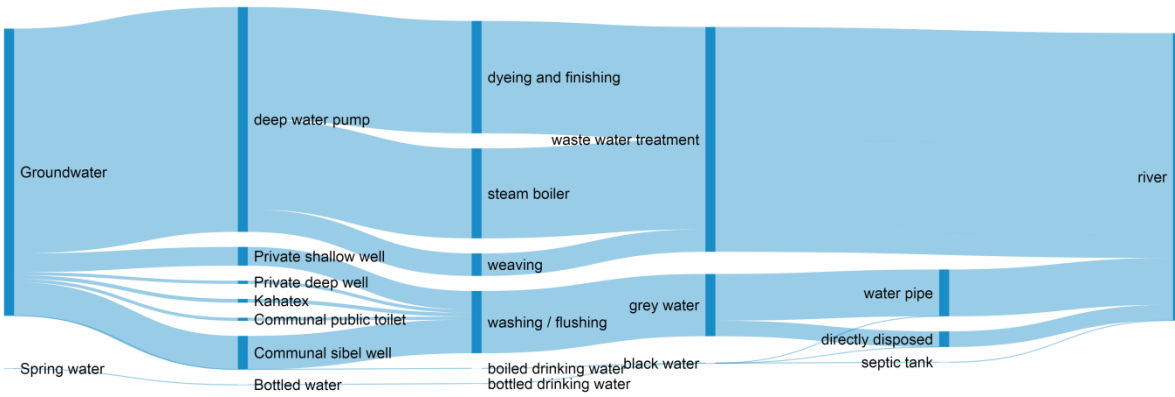 Groundwater
Spring water
deep water pump
Private shallow well
Private deep well
Kahatex
Communal public toilet
Communal sibel well
Bottled water
dyeing and finishing
steam boiler
weaving
washing / flushing
boiled drinking water
bottled drinking water
waste water treatment
grey water
black water
water pipe
directly disposed
septic tank
river